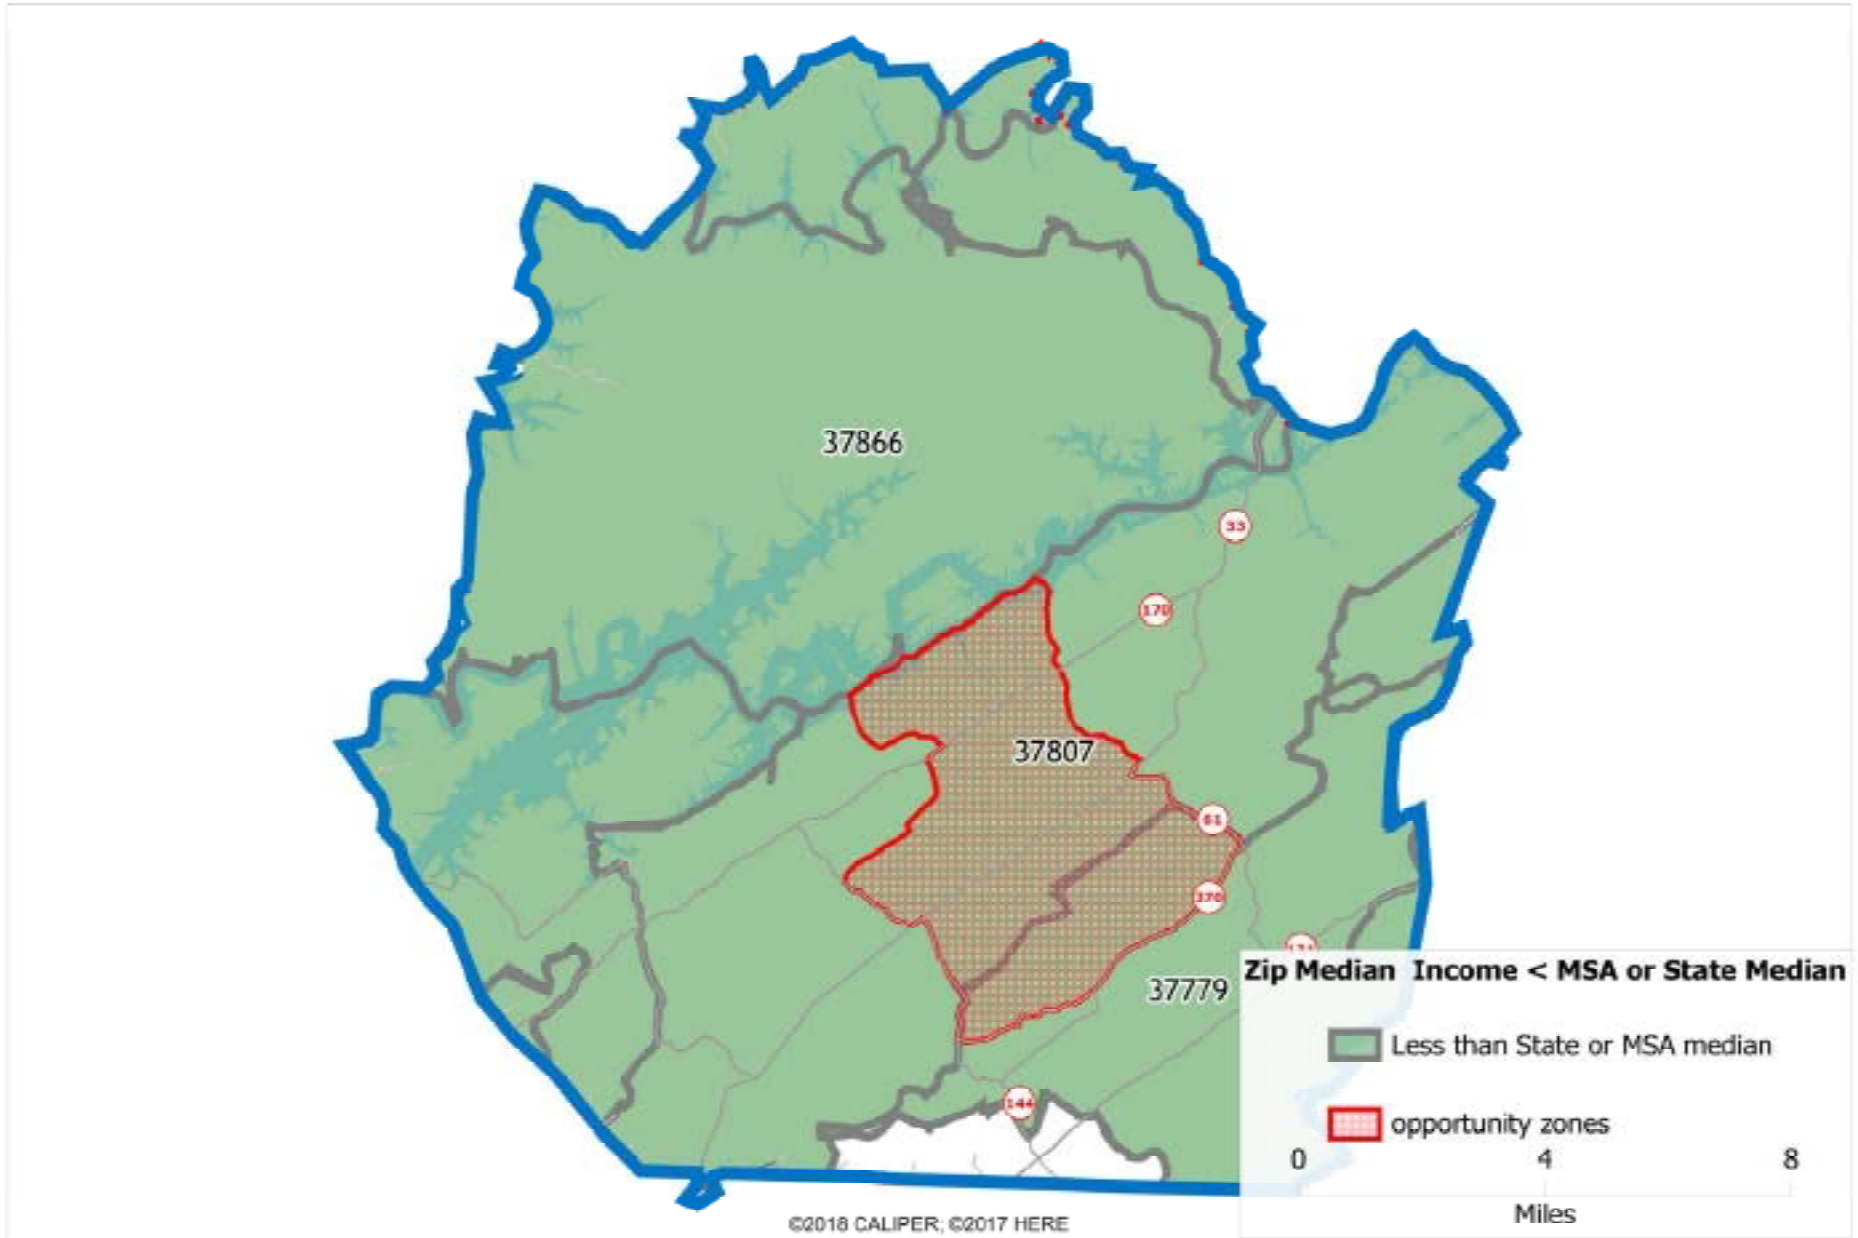 37866
33
170
37807
61
370
37779
Zip Median Income < MSA or State Median
Less than State or MSA median
opportunity zones
144
0 4 8
Miles
©2018 CALIPER; ©2017 HERE